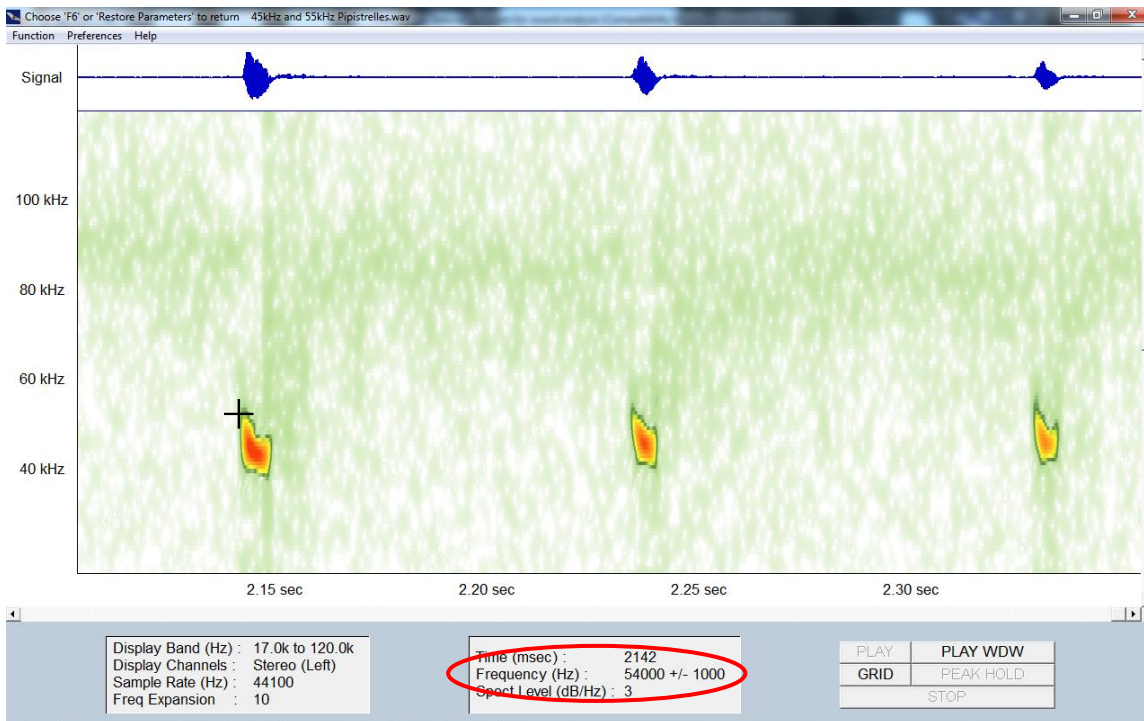 Choose 'F6' or 'Restore Parameters' to return 45kHz and 55kHz Pipistrelles.wav
Function Preferences Help
Signal
100 kHz
80 kHz
60 kHz
40 kHz
2.15 sec 2.20 sec 2.25 sec 2.30 sec
Display Band (Hz) : 17.0k to 120.0k
Display Channels : Stereo (Left)
Sample Rate (Hz) : 44100
Freq Expansion : 10
Time (msec) : 2142
Frequency (Hz) : 54000 +/- 1000
Spect Level (dB/Hz) : 3
PLAY PLAY WDW
GRID PEAK HOLD
STOP